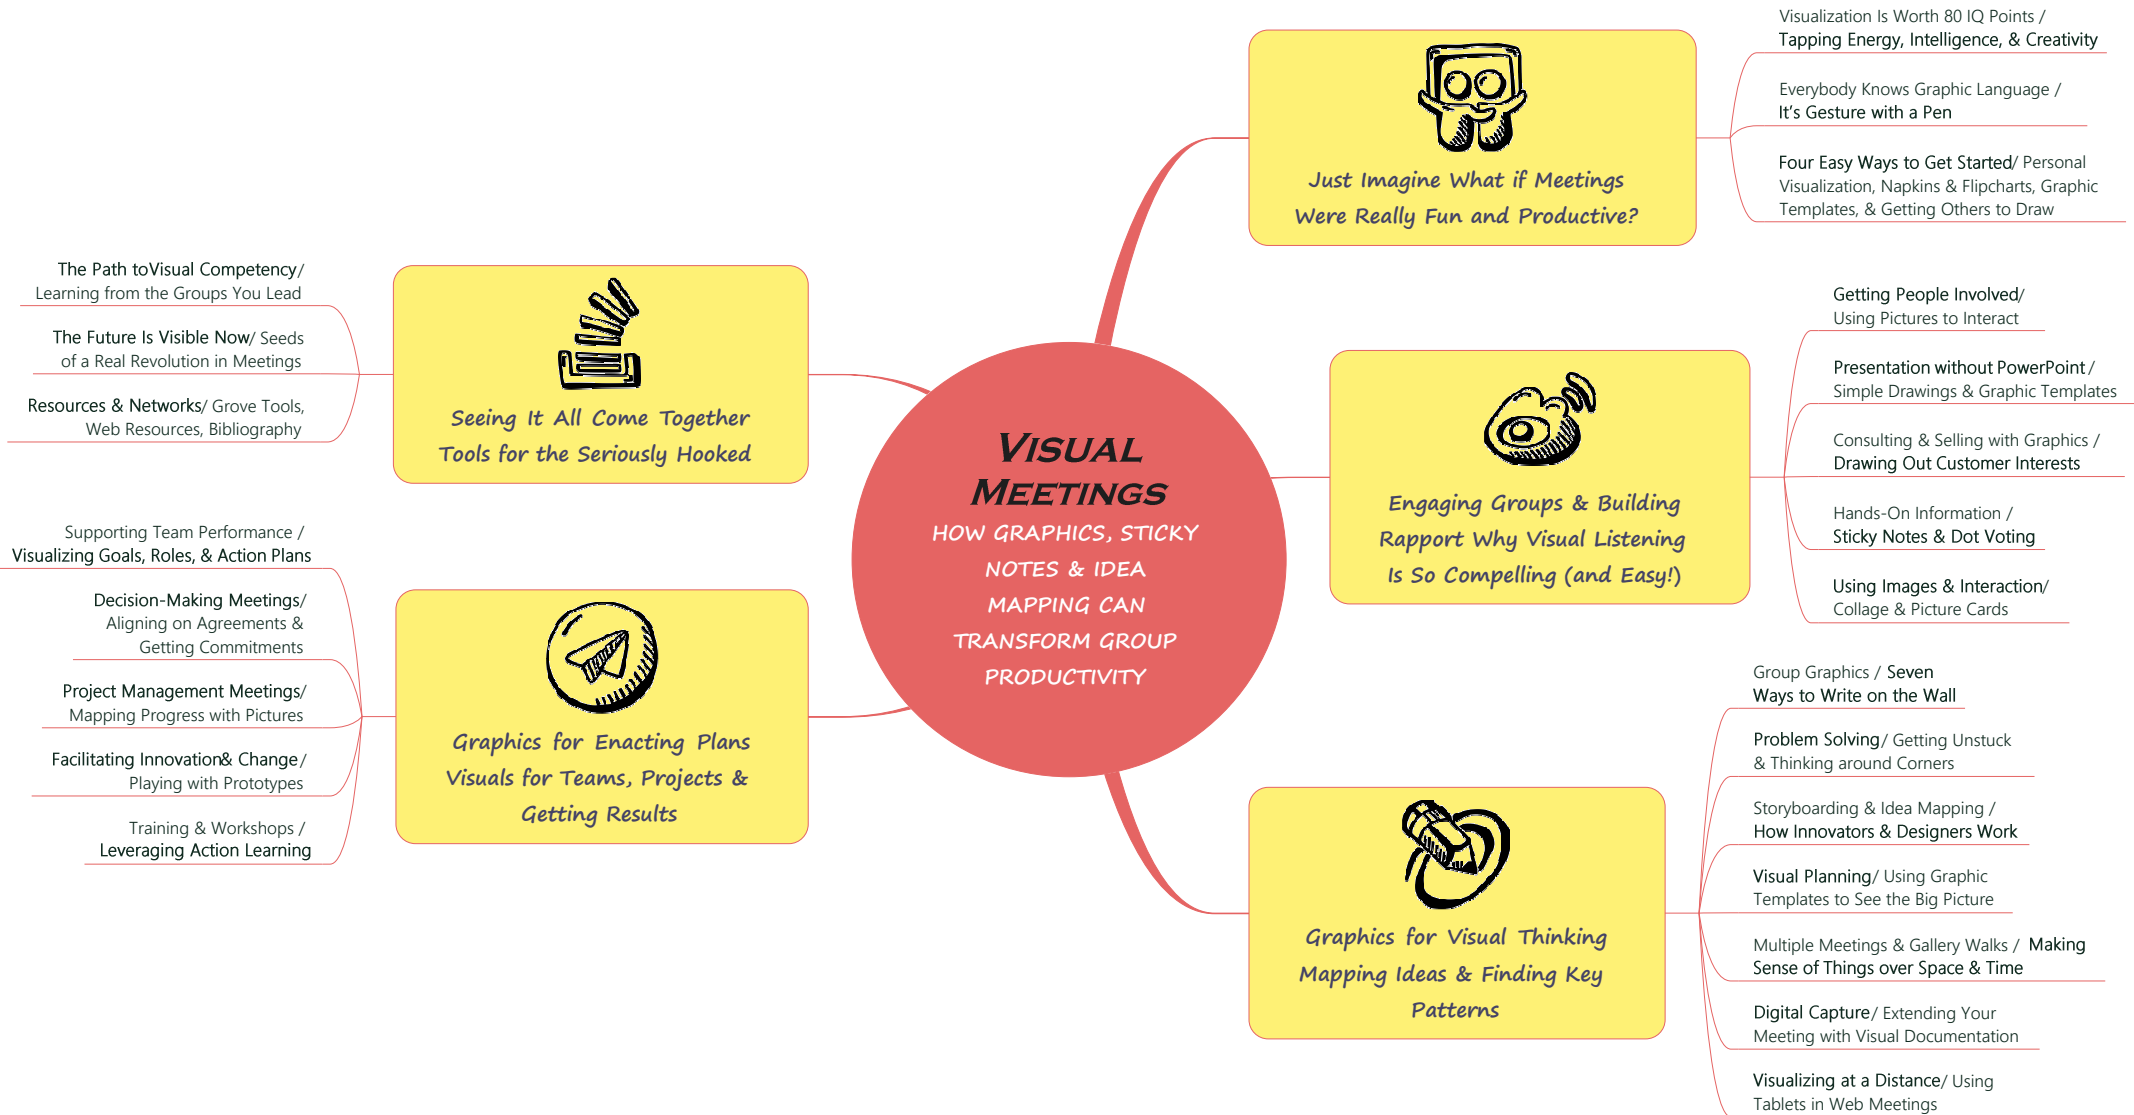 VISUAL
MEETINGS
HOW GRAPHICS, STICKY
NOTES & IDEA
MAPPING CAN
TRANSFORM GROUP
PRODUCTIVITY
Just Imagine What if Meetings
Were Really Fun and Productive?
Visualization Is Worth 80 IQ Points /
Tapping Energy, Intelligence, & Creativity
Everybody Knows Graphic Language /
It's Gesture with a Pen
Four Easy Ways to Get Started/ Personal
Visualization, Napkins & Flipcharts, Graphic
Templates, & Getting Others to Draw
Engaging Groups & Building
Rapport Why Visual Listening
Is So Compelling (and Easy!)
Getting People Involved/
Using Pictures to Interact
Presentation without PowerPoint /
Simple Drawings & Graphic Templates
Consulting & Selling with Graphics /
Drawing Out Customer Interests
Hands-On Information /
Sticky Notes & Dot Voting
Using Images & Interaction/
Collage & Picture Cards
Graphics for Visual Thinking
Mapping Ideas & Finding Key
Patterns
Group Graphics / Seven
Ways to Write on the Wall
Problem Solving/ Getting Unstuck
& Thinking around Corners
Storyboarding & Idea Mapping /
How Innovators & Designers Work
Visual Planning/ Using Graphic
Templates to See the Big Picture
Multiple Meetings & Gallery Walks / Making
Sense of Things over Space & Time
Digital Capture/ Extending Your
Meeting with Visual Documentation
Visualizing at a Distance/ Using
Tablets in Web Meetings
Graphics for Enacting Plans
Visuals for Teams, Projects &
Getting Results
Supporting Team Performance /
Visualizing Goals, Roles, & Action Plans
Decision-Making Meetings/
Aligning on Agreements &
Getting Commitments
Project Management Meetings/
Mapping Progress with Pictures
Facilitating Innovation& Change/
Playing with Prototypes
Training & Workshops /
Leveraging Action Learning
Seeing It All Come Together
Tools for the Seriously Hooked
The Path toVisual Competency/
Learning from the Groups You Lead
The Future Is Visible Now/ Seeds
of a Real Revolution in Meetings
Resources & Networks/ Grove Tools,
Web Resources, Bibliography